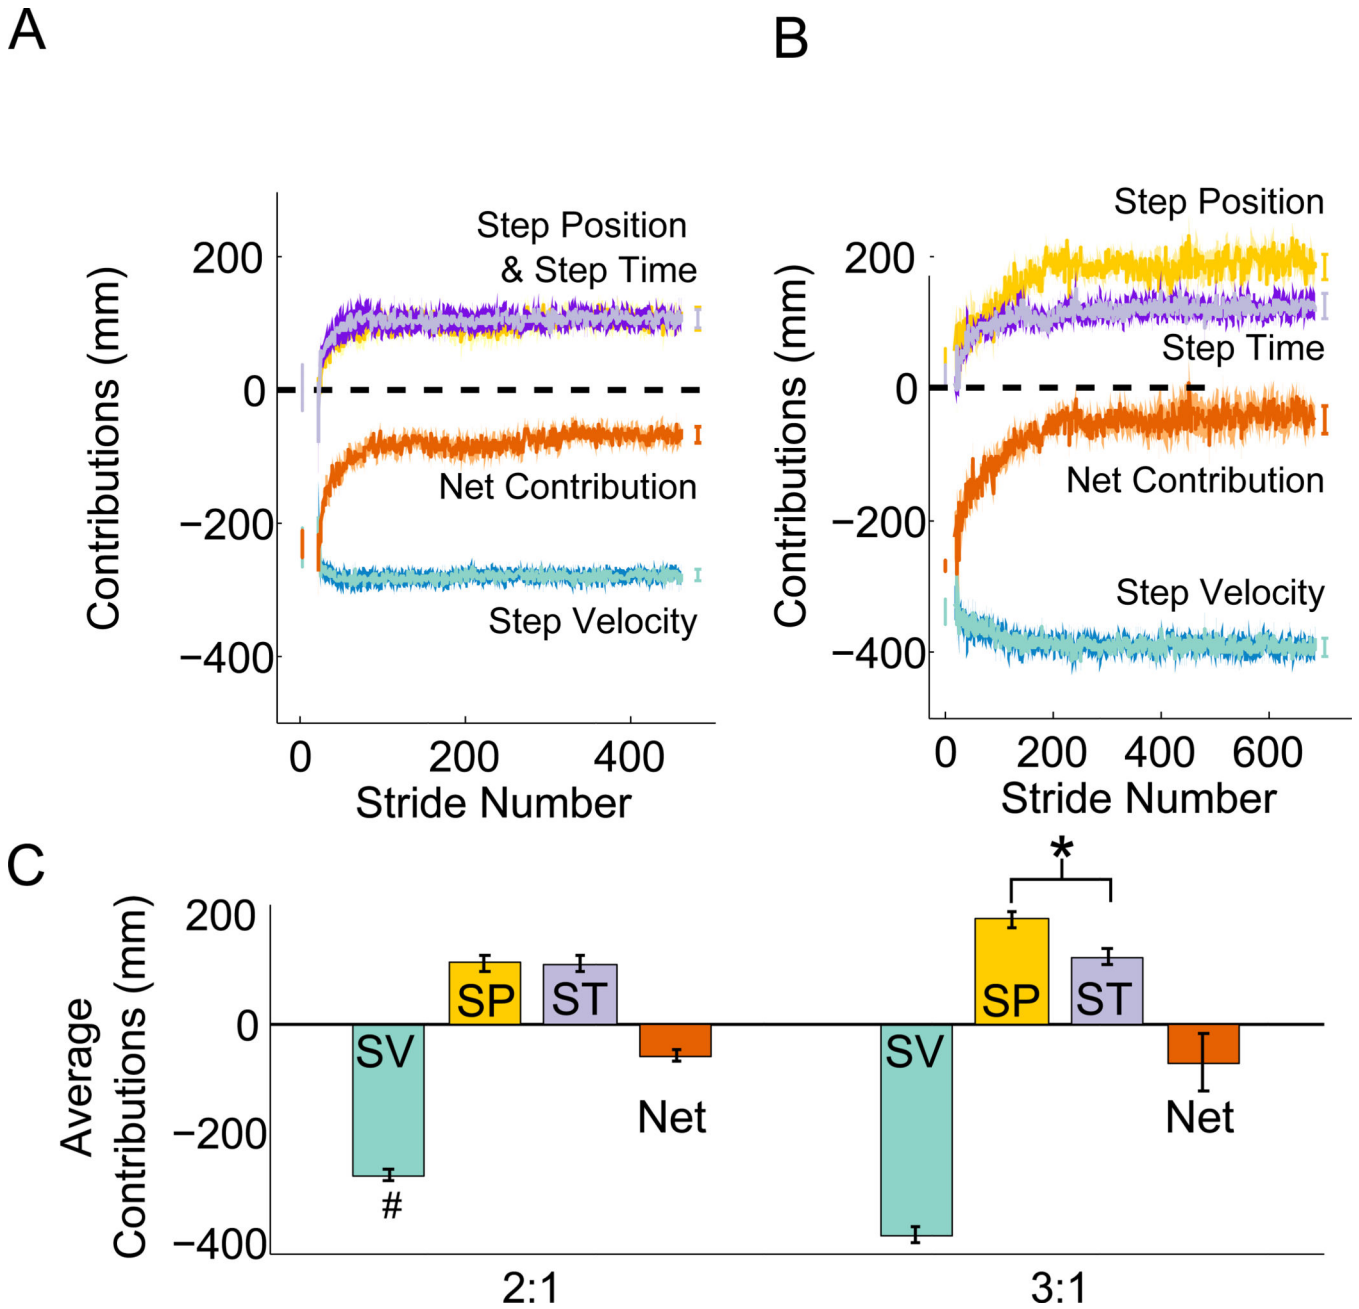 A
B
Step Position
& Step Time
Net Contribution
Step Velocity
200
0
−200
−400
Contributions (mm)
0
200
400
Stride Number
Step Position
Step Time
Net Contribution
Step Velocity
200
0
−200
−400
Contributions (mm)
0
200
400
600
Stride Number
C
*
200
0
−200
−400
Average
Contributions (mm)
SV
SP
ST
Net
#
SV
SP
ST
Net
2:1
3:1